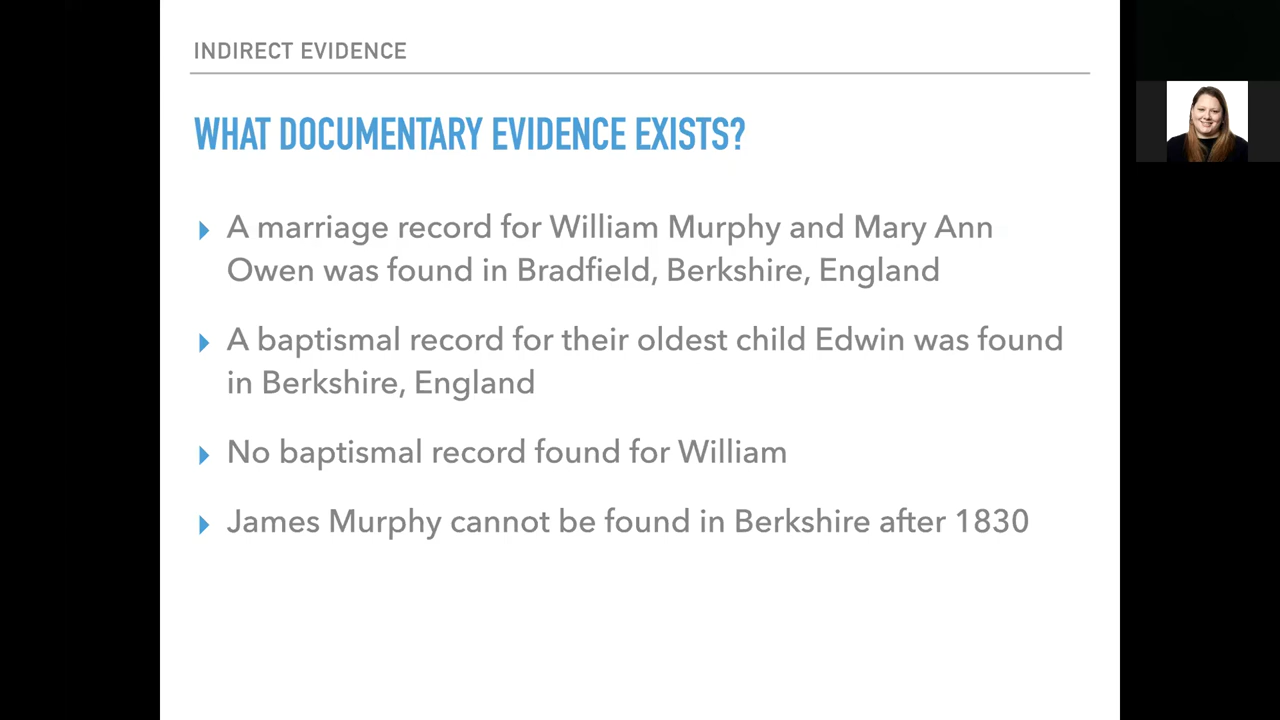 INDIRECT EVIDENCE
WHAT DOCUMENTARY EVIDENCE EXISTS?
A marriage record for William Murphy and Mary Ann
Owen was found in Bradfield, Berkshire, England
A baptismal record for their oldest child Edwin was found
in Berkshire, England
No baptismal record found for William
James Murphy cannot be found in Berkshire after 1830